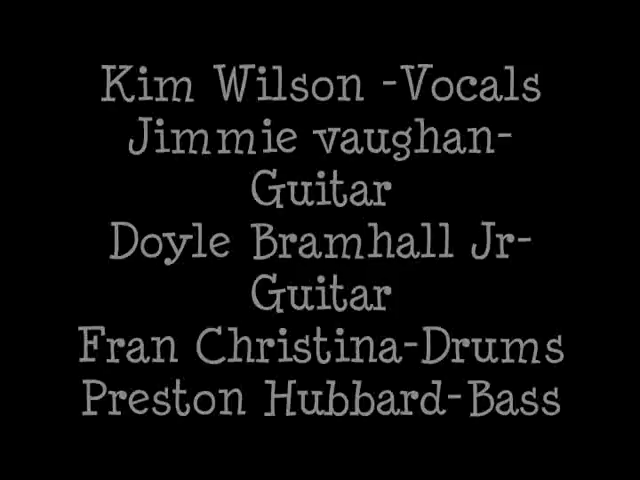 Kim Wilson -Vocals
Jimmie vaughan-
Guitar
Doyle Bramhall Jr-
Guitar
Fran Christina-Drums
Preston Hubbard-Bass